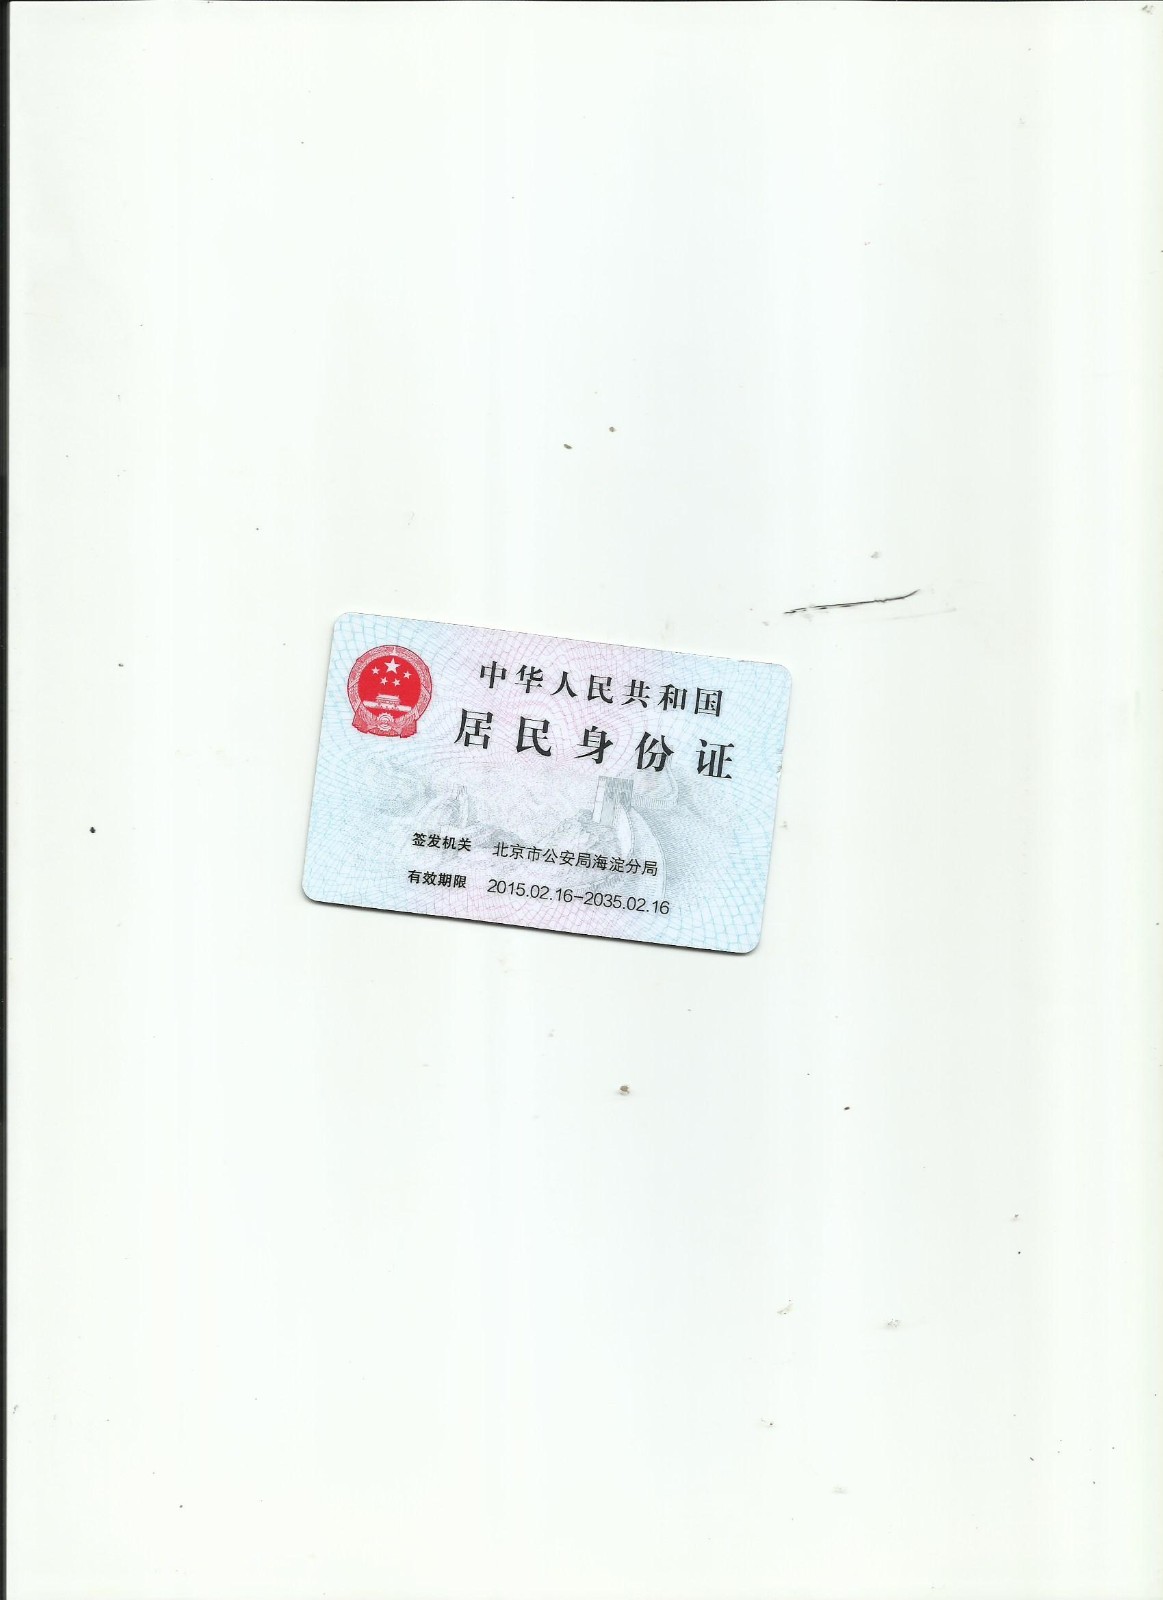 中华人民共和国
居民身份证
签发机关 北京市公安局海淀分局
有效期限 2015.02.16-2035.02.16